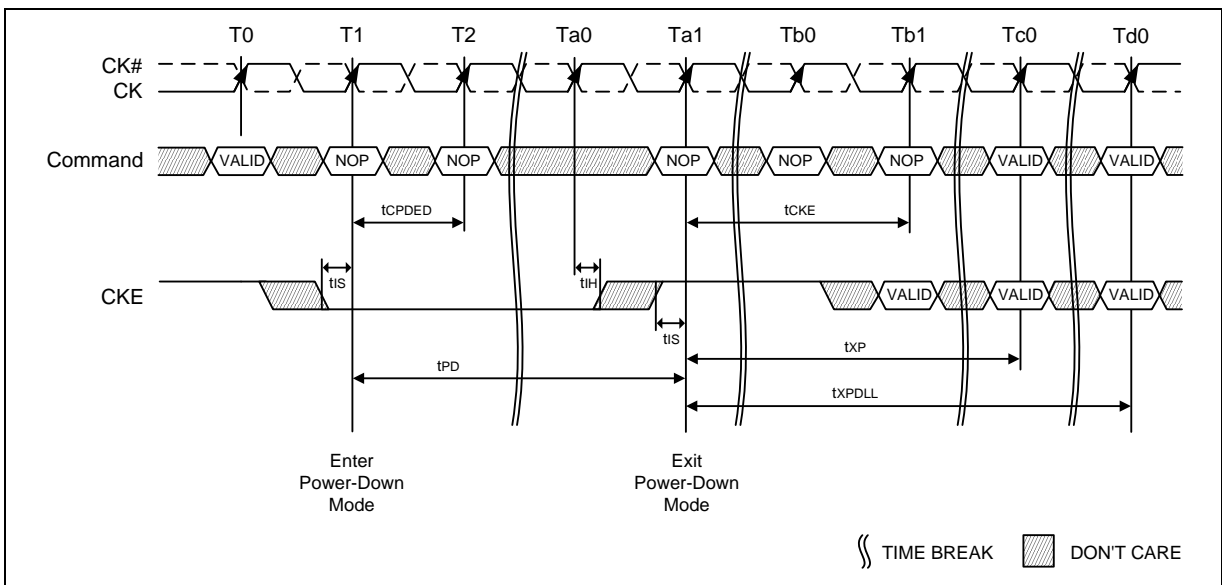 T0 T1 T2 Ta0 Ta1 Tb0 Tb1 Tc0 Td0
CK#
CK
Command VALID NOP NOP NOP NOP NOP VALID VALID
tCPDED tCKE
tIS tIH
CKE VALID VALID VALID
tIS
tXP
tPD
tXPDLL
Enter
Power-Down
Mode
Exit
Power-Down
Mode
TIME BREAK DON'T CARE